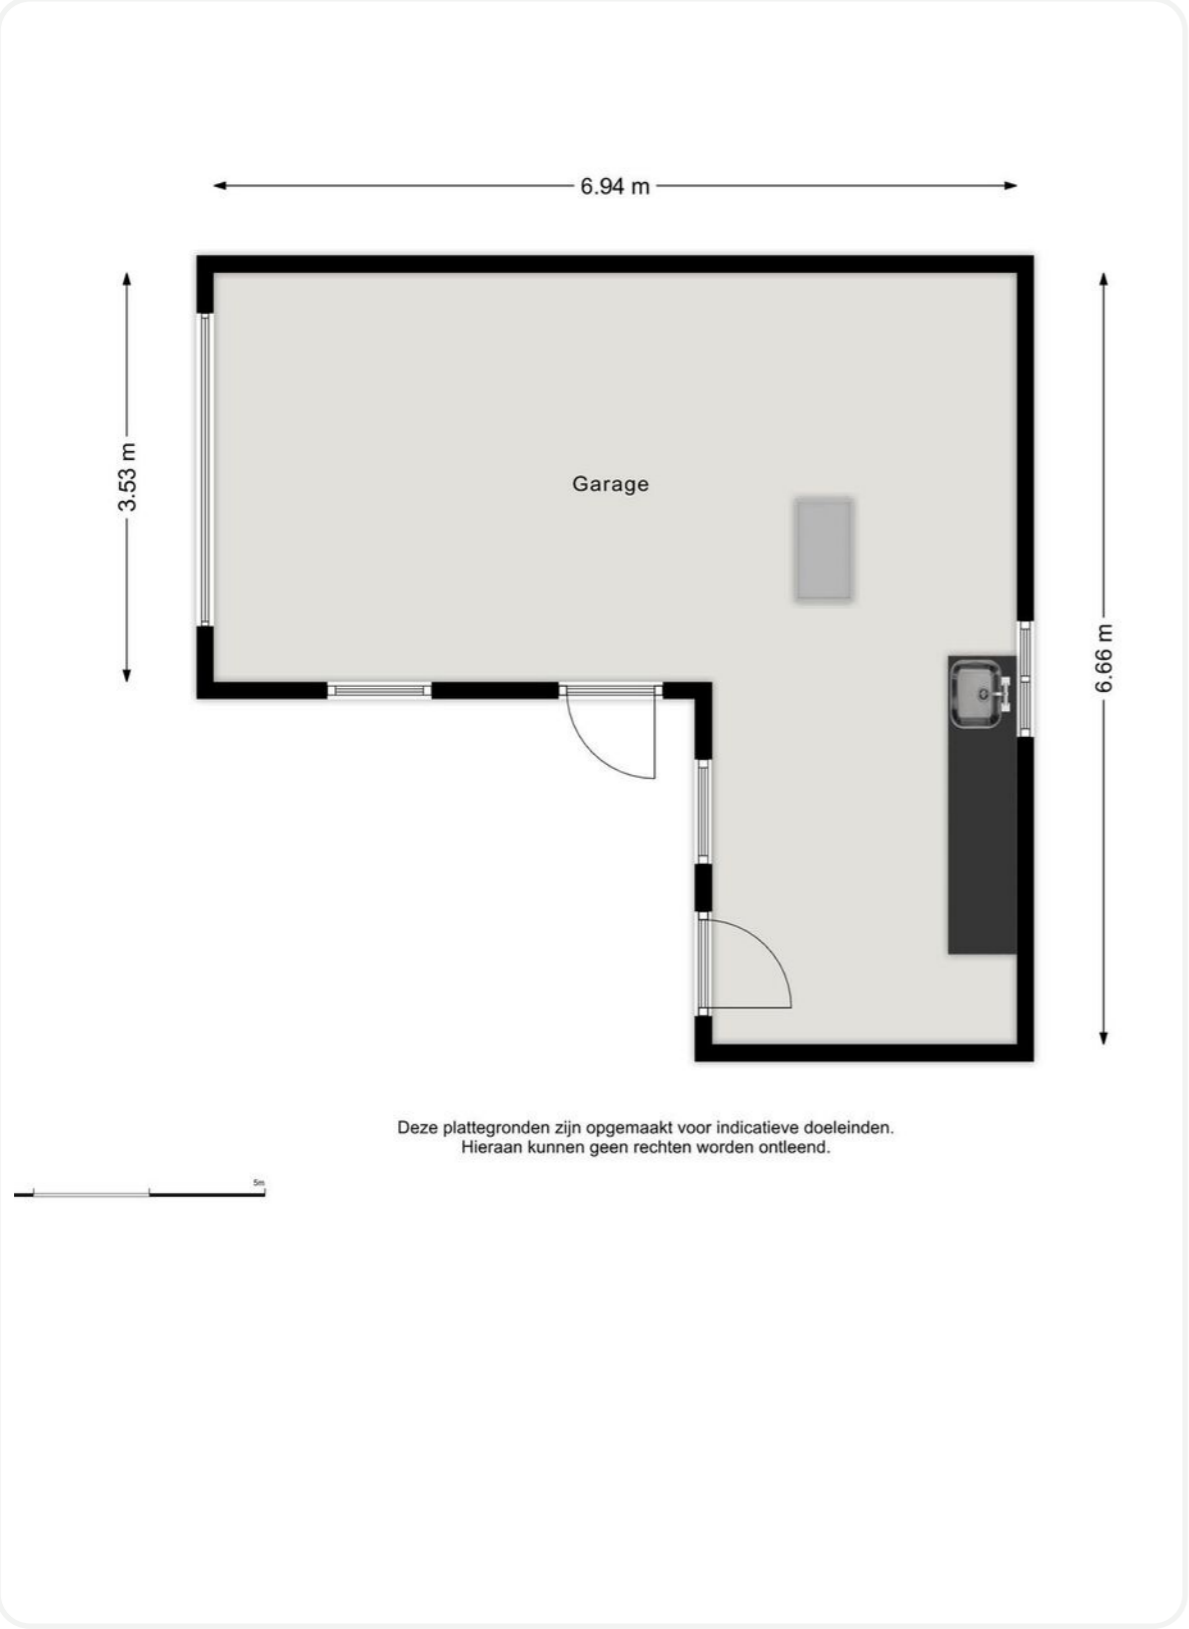 6.94 m
3.53 m
Garage
6.66 m
Deze plattegronden zijn opgemaakt voor indicatieve doeleinden.
Hieraan kunnen geen rechten worden ontleend.
5m